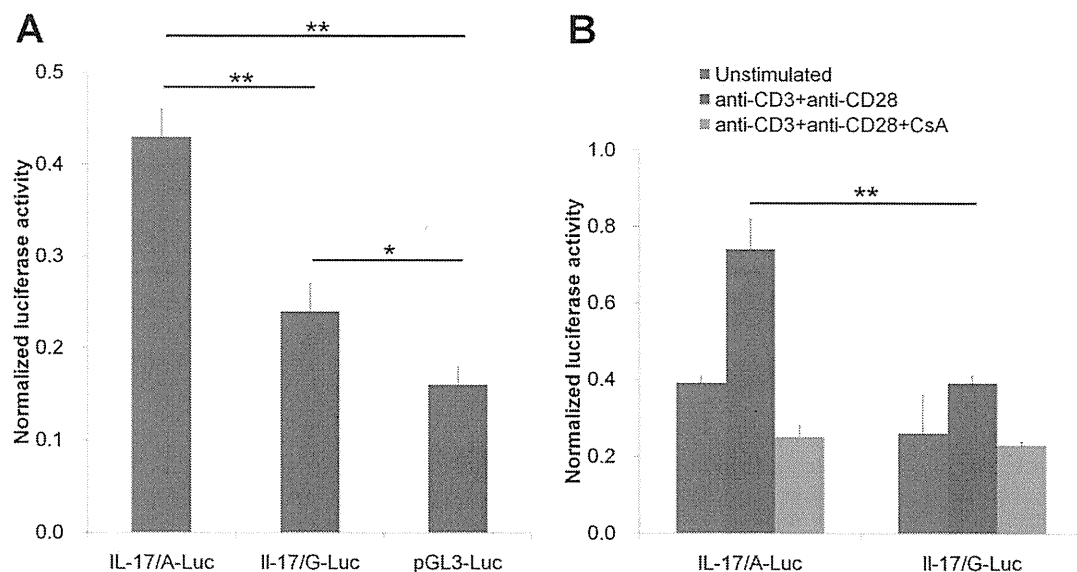 A
**
**
*
0.5
0.4
0.3
0.2
0.1
0.0
Normalized luciferase activity
IL-17/A-Luc
Il-17/G-Luc
pGL3-Luc
B
Unstimulated
anti-CD3+anti-CD28
anti-CD3+anti-CD28+CsA
**
1.0
0.8
0.6
0.4
0.2
0.0
Normalized luciferase activity
IL-17/A-Luc
Il-17/G-Luc